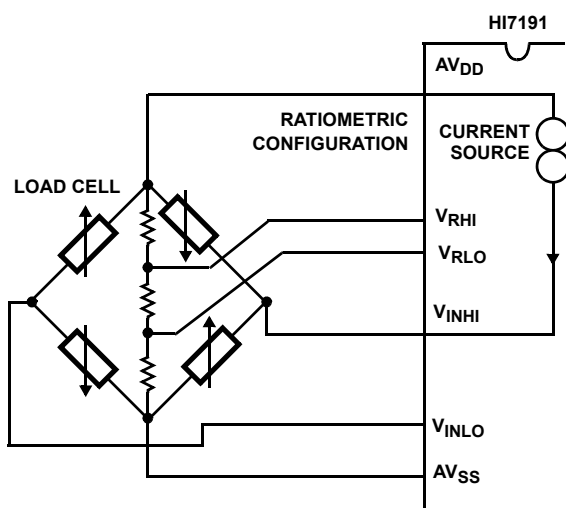 HI7191
AVDD
RATIOMETRIC
CONFIGURATION
CURRENT
SOURCE
LOAD CELL
VRHI
VRLO
VINHI
VINLO
AVSS